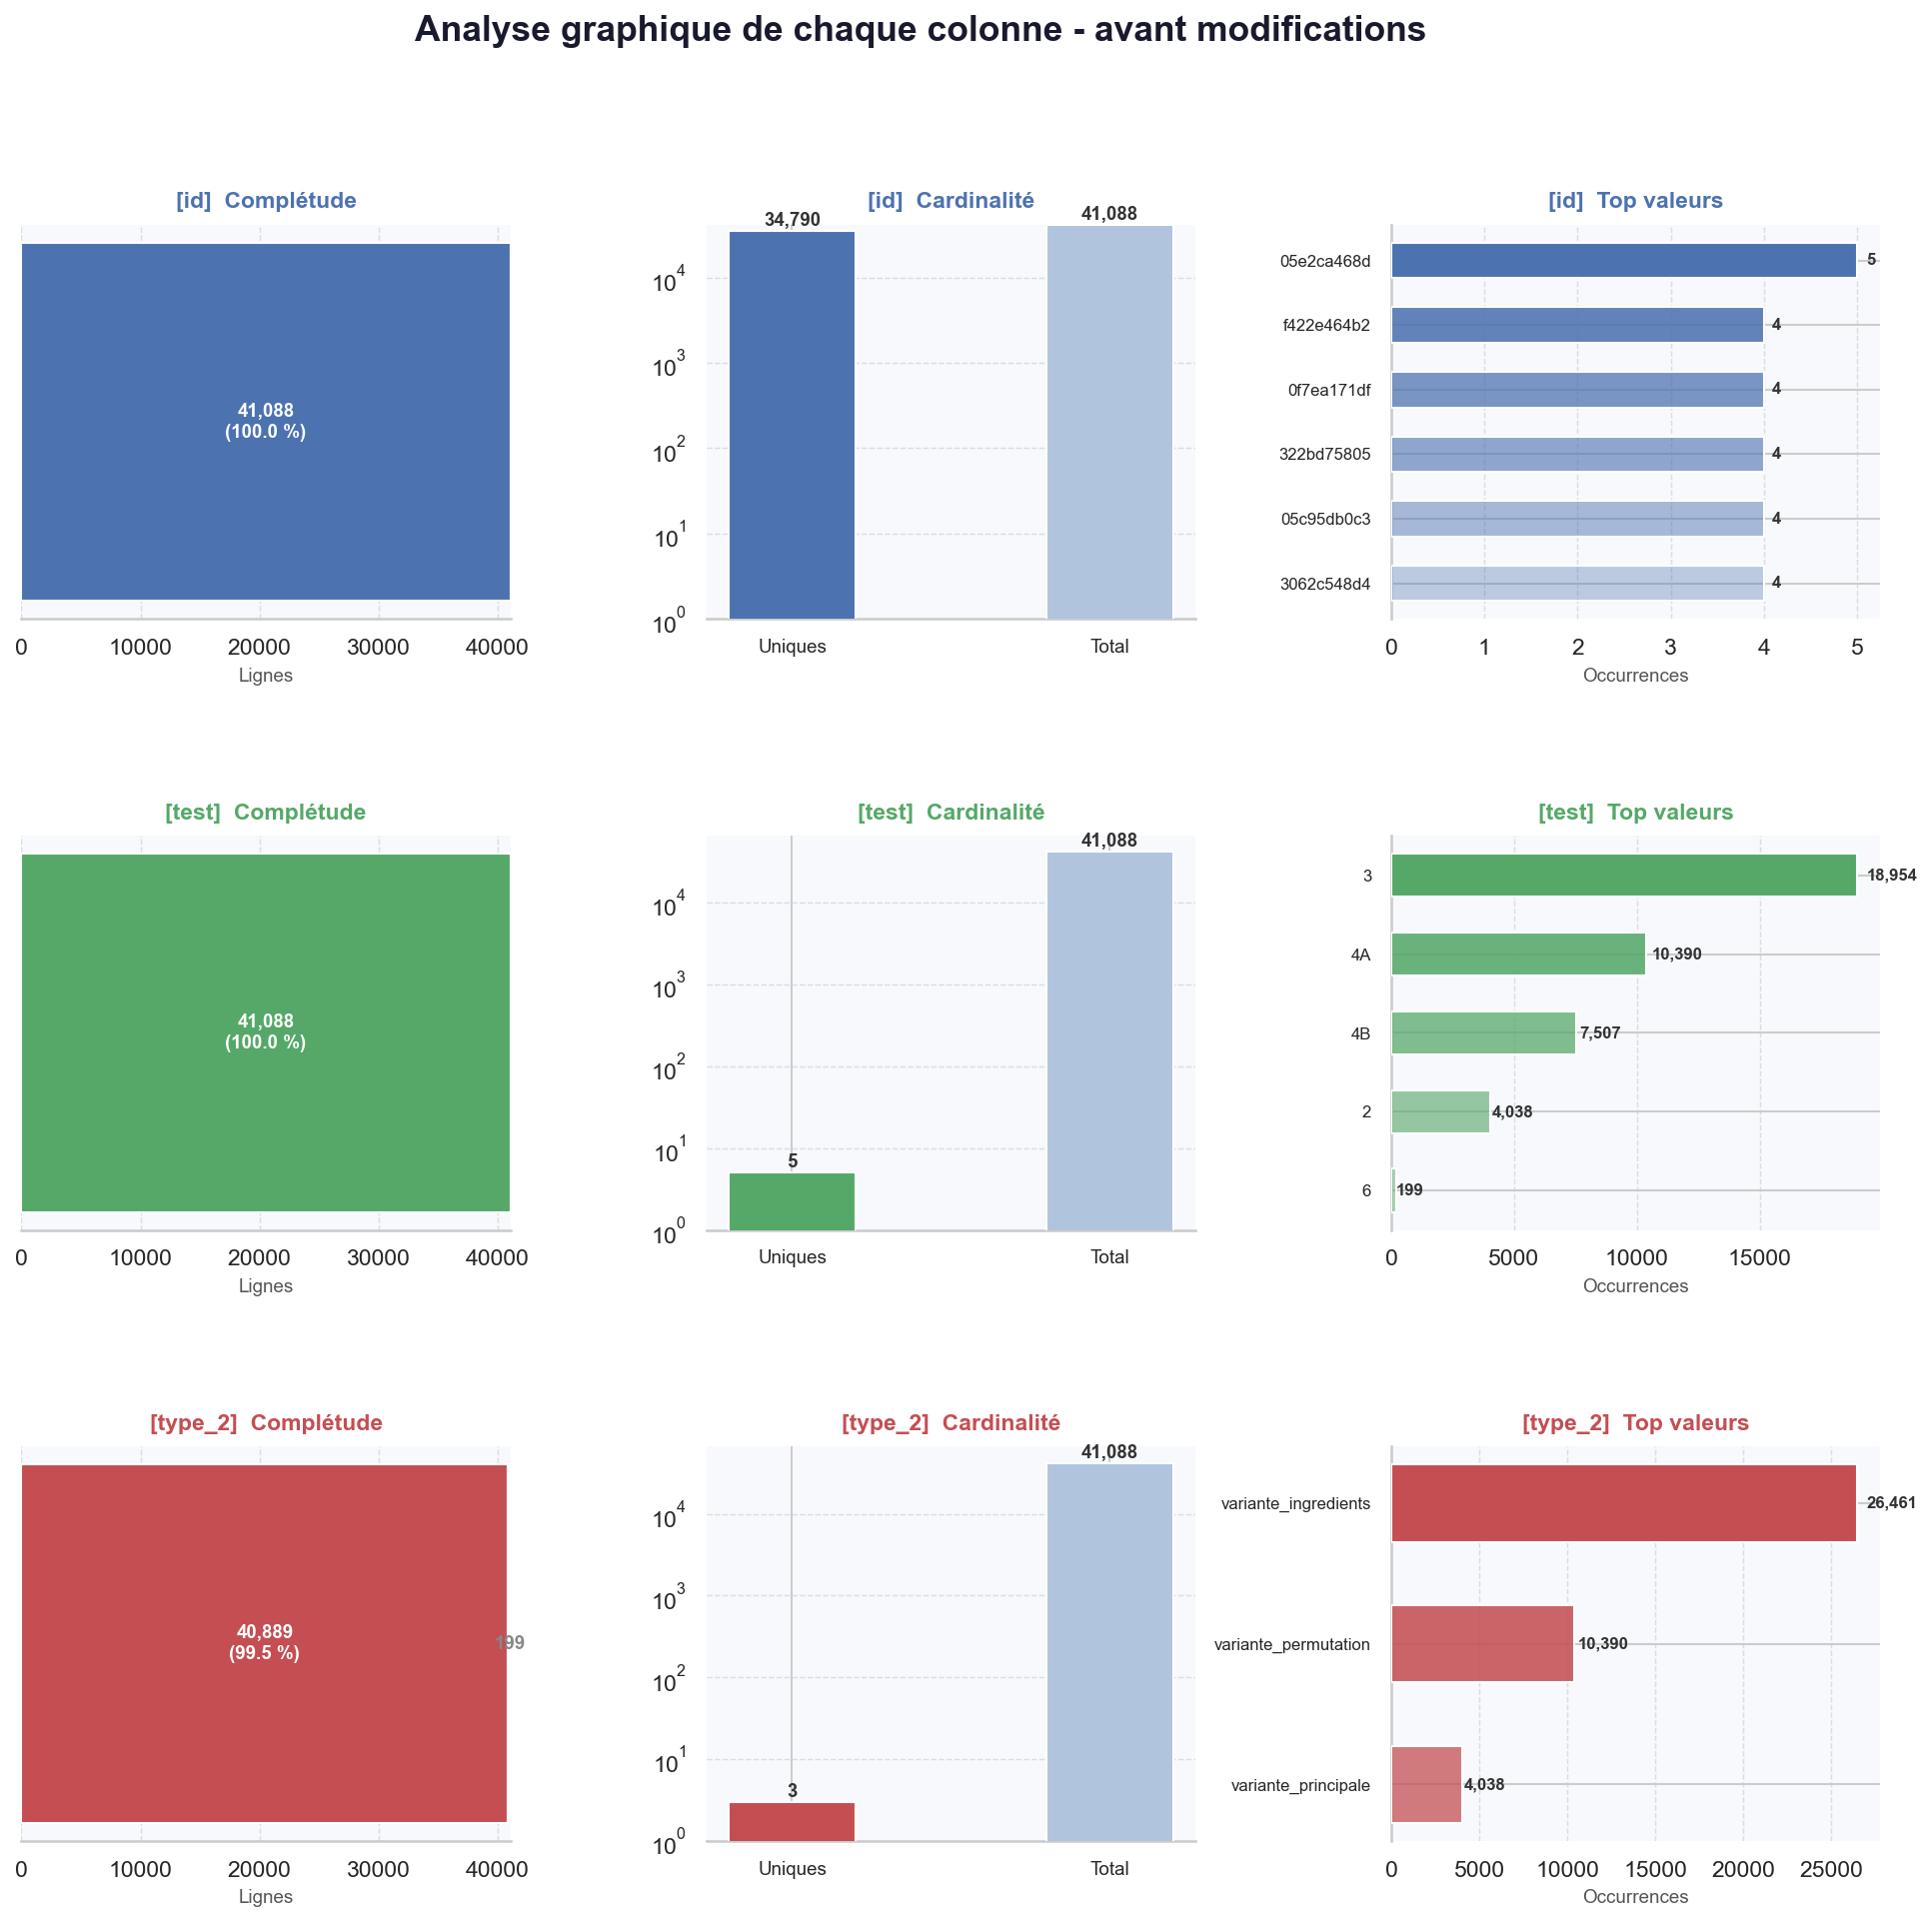 Analyse graphique de chaque colonne - avant modifications
[id] Complétude
41,088
(100.0 %)
0 10000 20000 30000 40000
Lignes
[id] Cardinalité
34,790
41,088
10^4
10^3
10^2
10^1
10^0
Uniques Total
[id] Top valeurs
05e2ca468d 5
f422e464b2 4
0f7ea171df 4
322bd75805 4
05c95db0c3 4
3062c548d4 4
0 1 2 3 4 5
Occurrences
[test] Complétude
41,088
(100.0 %)
0 10000 20000 30000 40000
Lignes
[test] Cardinalité
41,088
10^4
10^3
10^2
10^1
5
10^0
Uniques Total
[test] Top valeurs
3 18,954
4A 10,390
4B 7,507
2 4,038
6 199
0 5000 10000 15000
Occurrences
[type_2] Complétude
40,889
(99.5 %)
199
0 10000 20000 30000 40000
Lignes
[type_2] Cardinalité
41,088
10^4
10^3
10^2
10^1
3
10^0
Uniques Total
[type_2] Top valeurs
variante_ingredients 26,461
variante_permutation 10,390
variante_principale 4,038
0 5000 10000 15000 20000 25000
Occurrences